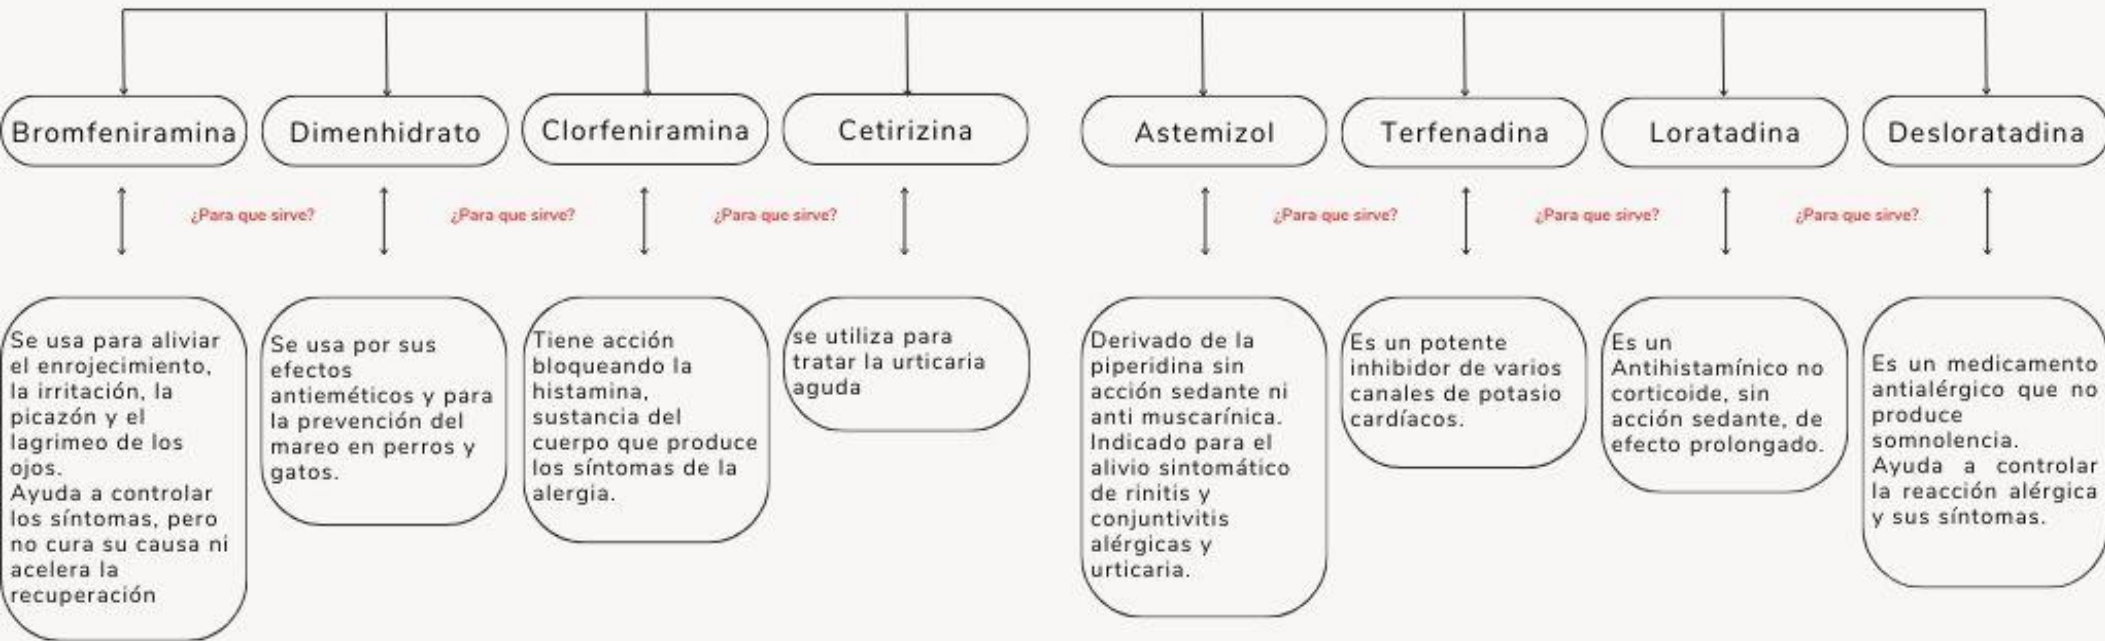 Bromfeniramina
Dimenhidrato
Clorfeniramina
Cetirizina
Astemizol
Terfenadina
Loratadina
Desloratadina
¿Para que sirve?
¿Para que sirve?
¿Para que sirve?
¿Para que sirve?
¿Para que sirve?
¿Para que sirve?
Se usa para aliviar
el enrojecimiento,
la irritación, la
picazón y el
lagrimeo de los
ojos.
Ayuda a controlar
los síntomas, pero
no cura su causa ni
acelera la
recuperación
Se usa por sus
efectos
antieméticos y para
la prevención del
mareo en perros y
gatos.
Tiene acción
bloqueando la
histamina,
sustancia del
cuerpo que produce
los síntomas de la
alergia.
se utiliza para
tratar la urticaria
aguda
Derivado de la
piperidina sin
acción sedante ni
anti muscarínica.
Indicado para el
alivio sintomático
de rinitis y
conjuntivitis
alérgicas y
urticaria.
Es un potente
inhibidor de varios
canales de potasio
cardíacos.
Es un
Antihistamínico no
corticoide, sin
acción sedante, de
efecto prolongado.
Es un medicamento
antialérgico que no
produce
somnolencia.
Ayuda a controlar
la reacción alérgica
y sus síntomas.